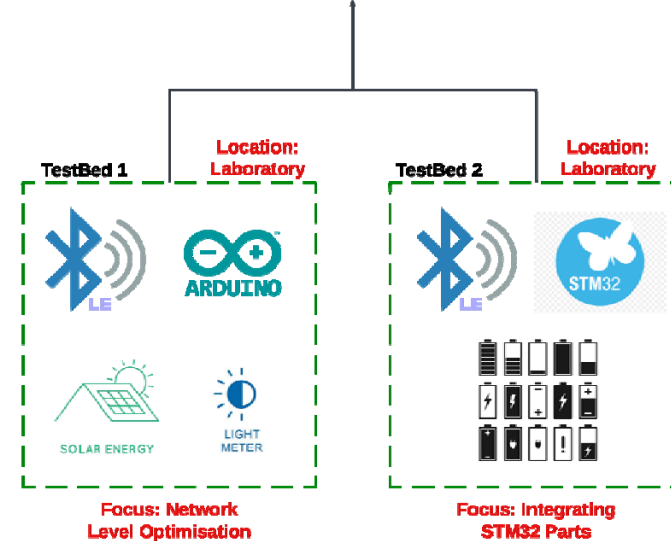 Location:
Laboratory
TestBed 1
LE
ARDUINO
TM
SOLAR ENERGY
LIGHT
METER
Focus: Network
Level Optimisation
Location:
Laboratory
TestBed 2
LE
STM32
Focus: Integrating
STM32 Parts